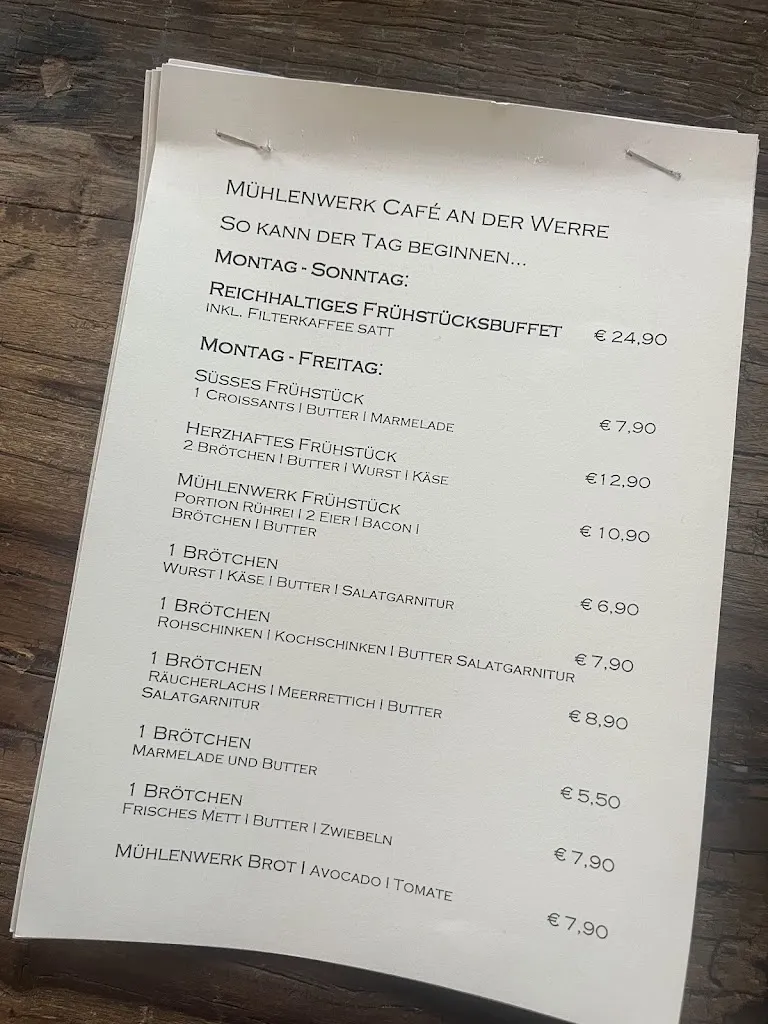 Mühlenwerk Café an der Werre
So kann der Tag beginnen...
Montag - Sonntag:
Reichhaltiges Frühstücksbuffet € 24,90
inkl. Filterkaffee satt
Montag - Freitag:
Süsses Frühstück
1 Croissants | Butter | Marmelade € 7,90
Herzhaftes Frühstück
2 Brötchen | Butter | Wurst | Käse €12,90
Mühlenwerk Frühstück
Portion Rührei | 2 Eier | Bacon | € 10,90
Brötchen | Butter
1 Brötchen
Wurst | Käse | Butter | Salatgarnitur € 6,90
1 Brötchen
Rohschinken | Kochschinken | Butter Salatgarnitur € 7,90
1 Brötchen
Räucherlachs | Meerrettich | Butter € 8,90
Salatgarnitur
1 Brötchen
Marmelade und Butter € 5,50
1 Brötchen
Frisches Mett | Butter | Zwiebeln € 7,90
Mühlenwerk Brot | Avocado | Tomate
€ 7,90